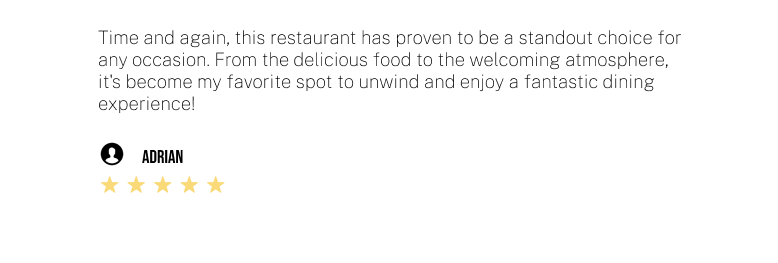 Time and again, this restaurant has proven to be a standout choice for
any occasion. From the delicious food to the welcoming atmosphere,
it's become my favorite spot to unwind and enjoy a fantastic dining
experience!
ADRIAN